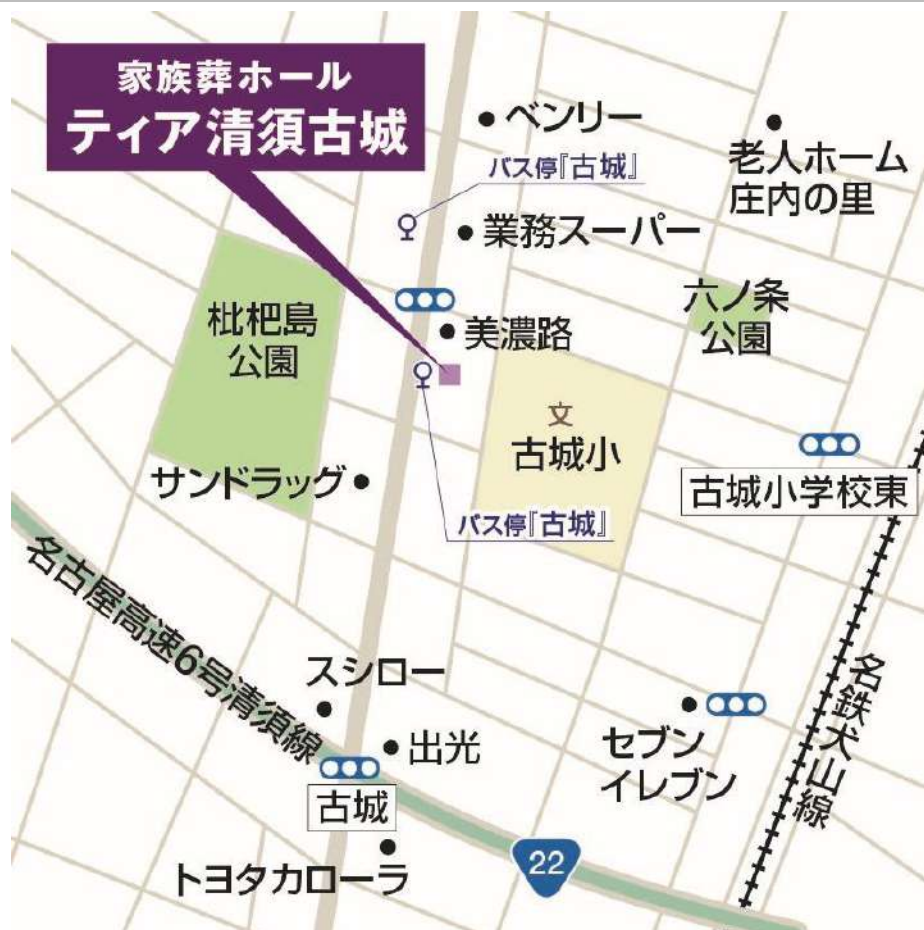 家族葬ホール
ティア清須古城
ベンリー
バス停『古城』
老人ホーム
庄内の里
業務スーパー
枇杷島
公園
六ノ条
公園
美濃路
文
古城小
サンドラッグ
古城小学校東
バス停『古城』
名古屋高速6号清須線
スシロー
出光
古城
セブン
イレブン
名鉄犬山線
トヨタカローラ
22